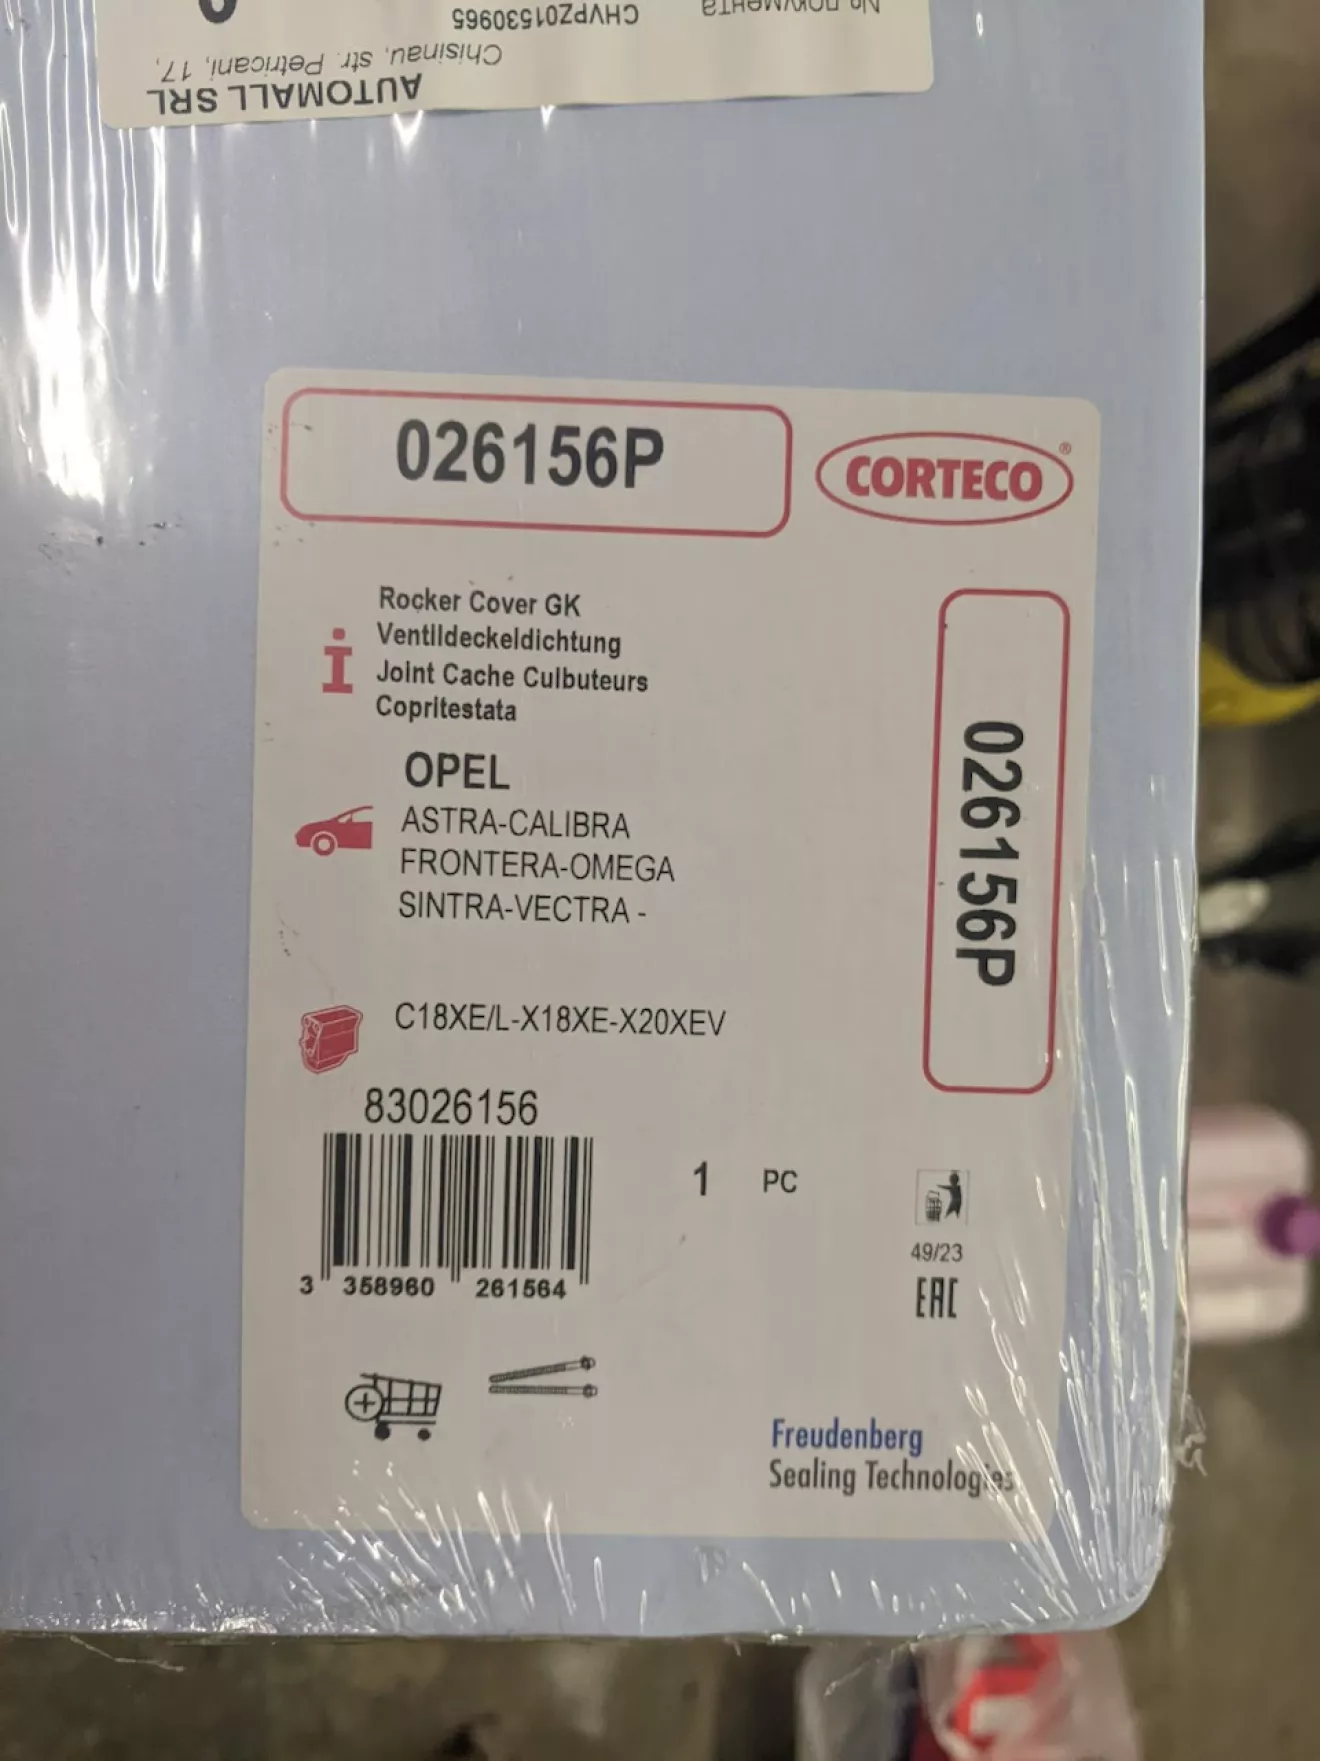 № документа
CHVPZ01530965
Chisinau, str. Petricani, 17,
AUTOMALL SRL
026156P
CORTECO®
Rocker Cover GK
Ventildeckeldichtung
Joint Cache Culbuteurs
Copritestata
OPEL
ASTRA-CALIBRA
FRONTERA-OMEGA
SINTRA-VECTRA -
026156P
C18XE/L-X18XE-X20XEV
83026156
1 PC
3 358960 261564
49/23
EAC
Freudenberg
Sealing Technologies